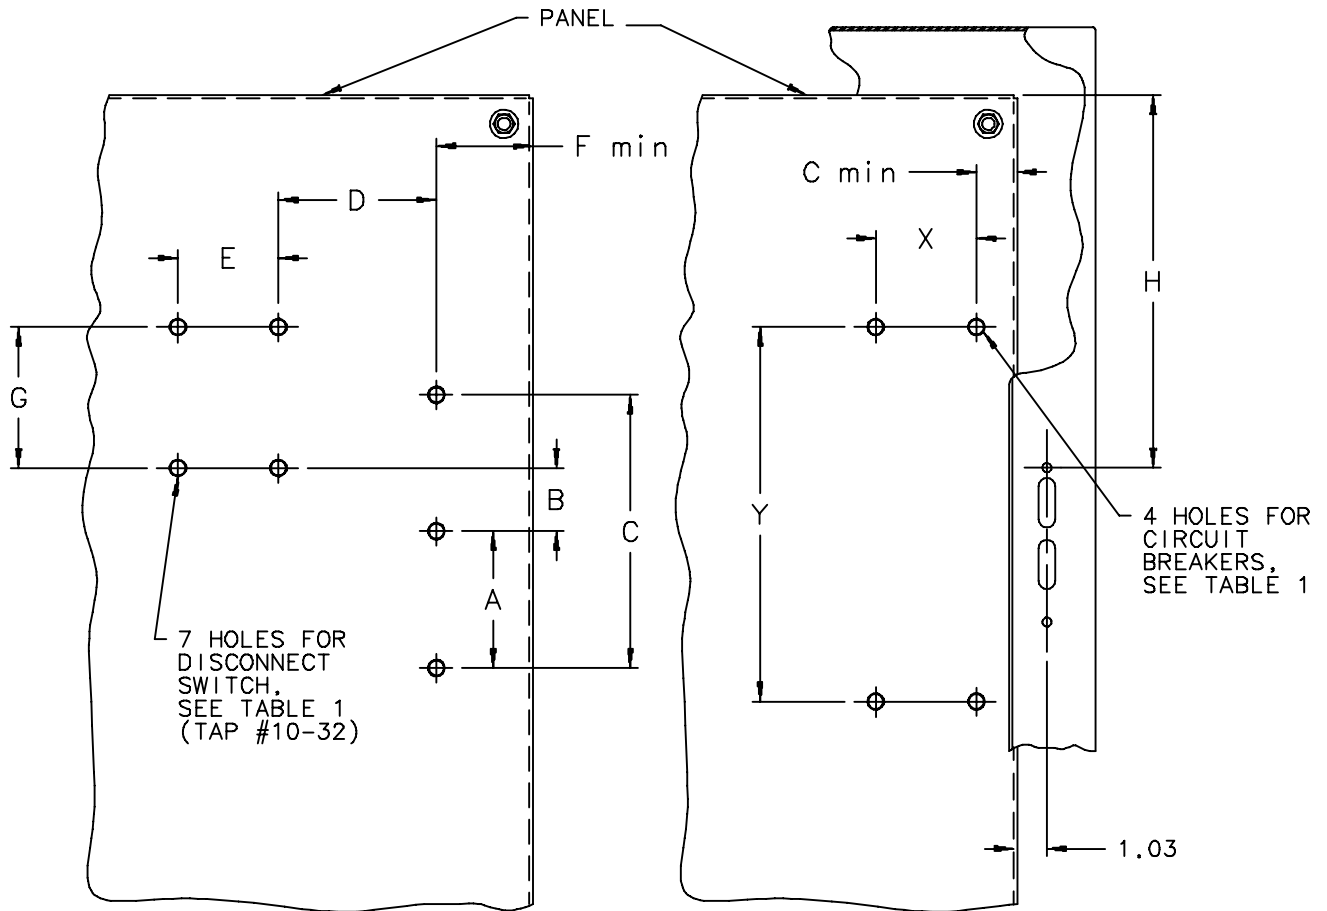 PANEL
F min
C min
D
E
X
H
G
B
Y
C
A
4 HOLES FOR
CIRCUIT
BREAKERS,
SEE TABLE 1
7 HOLES FOR
DISCONNECT
SWITCH,
SEE TABLE 1
(TAP #10-32)
1.03